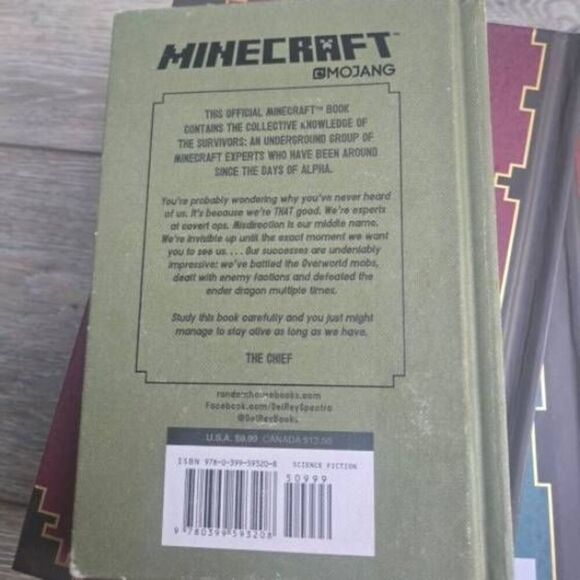 MINECRAFT™
MOJANG
THIS OFFICIAL MINECRAFT™ BOOK
CONTAINS THE COLLECTIVE KNOWLEDGE OF
THE SURVIVORS: AN UNDERGROUND GROUP OF
MINECRAFT EXPERTS WHO HAVE BEEN AROUND
SINCE THE DAYS OF ALPHA.
You're probably wondering why you've never heard
of us. It's because we're THAT good. We're experts
at covert ops. Misdirection is our middle name.
We're invisible up until the exact moment we want
you to see us. . . . Our successes are undeniably
impressive: we've battled the Overworld mobs,
dealt with enemy factions and defeated the
ender dragon multiple times.
Study this book carefully and you just might
manage to stay alive as long as we have.
THE CHIEF
randomhousebooks.com
Facebook.com/DelReySpectra
@DelReyBooks
U.S.A. $9.99 CANADA $12.50
ISBN 978-0-399-59320-8 SCIENCE FICTION
50999
9 780399 593208